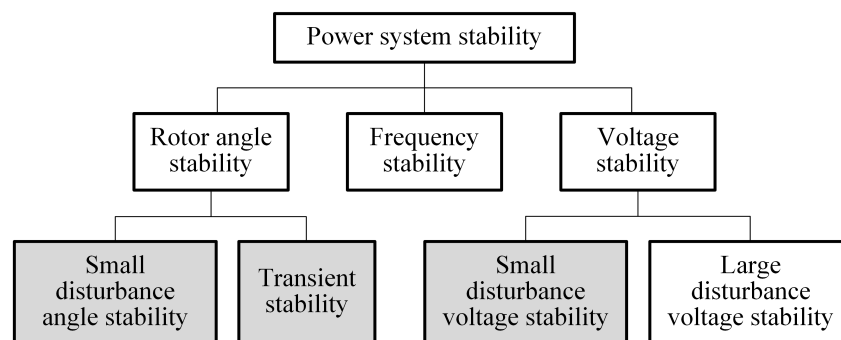 Power system stability
Rotor angle
stability
Frequency
stability
Voltage
stability
Small
disturbance
angle stability
Transient
stability
Small
disturbance
voltage stability
Large
disturbance
voltage stability